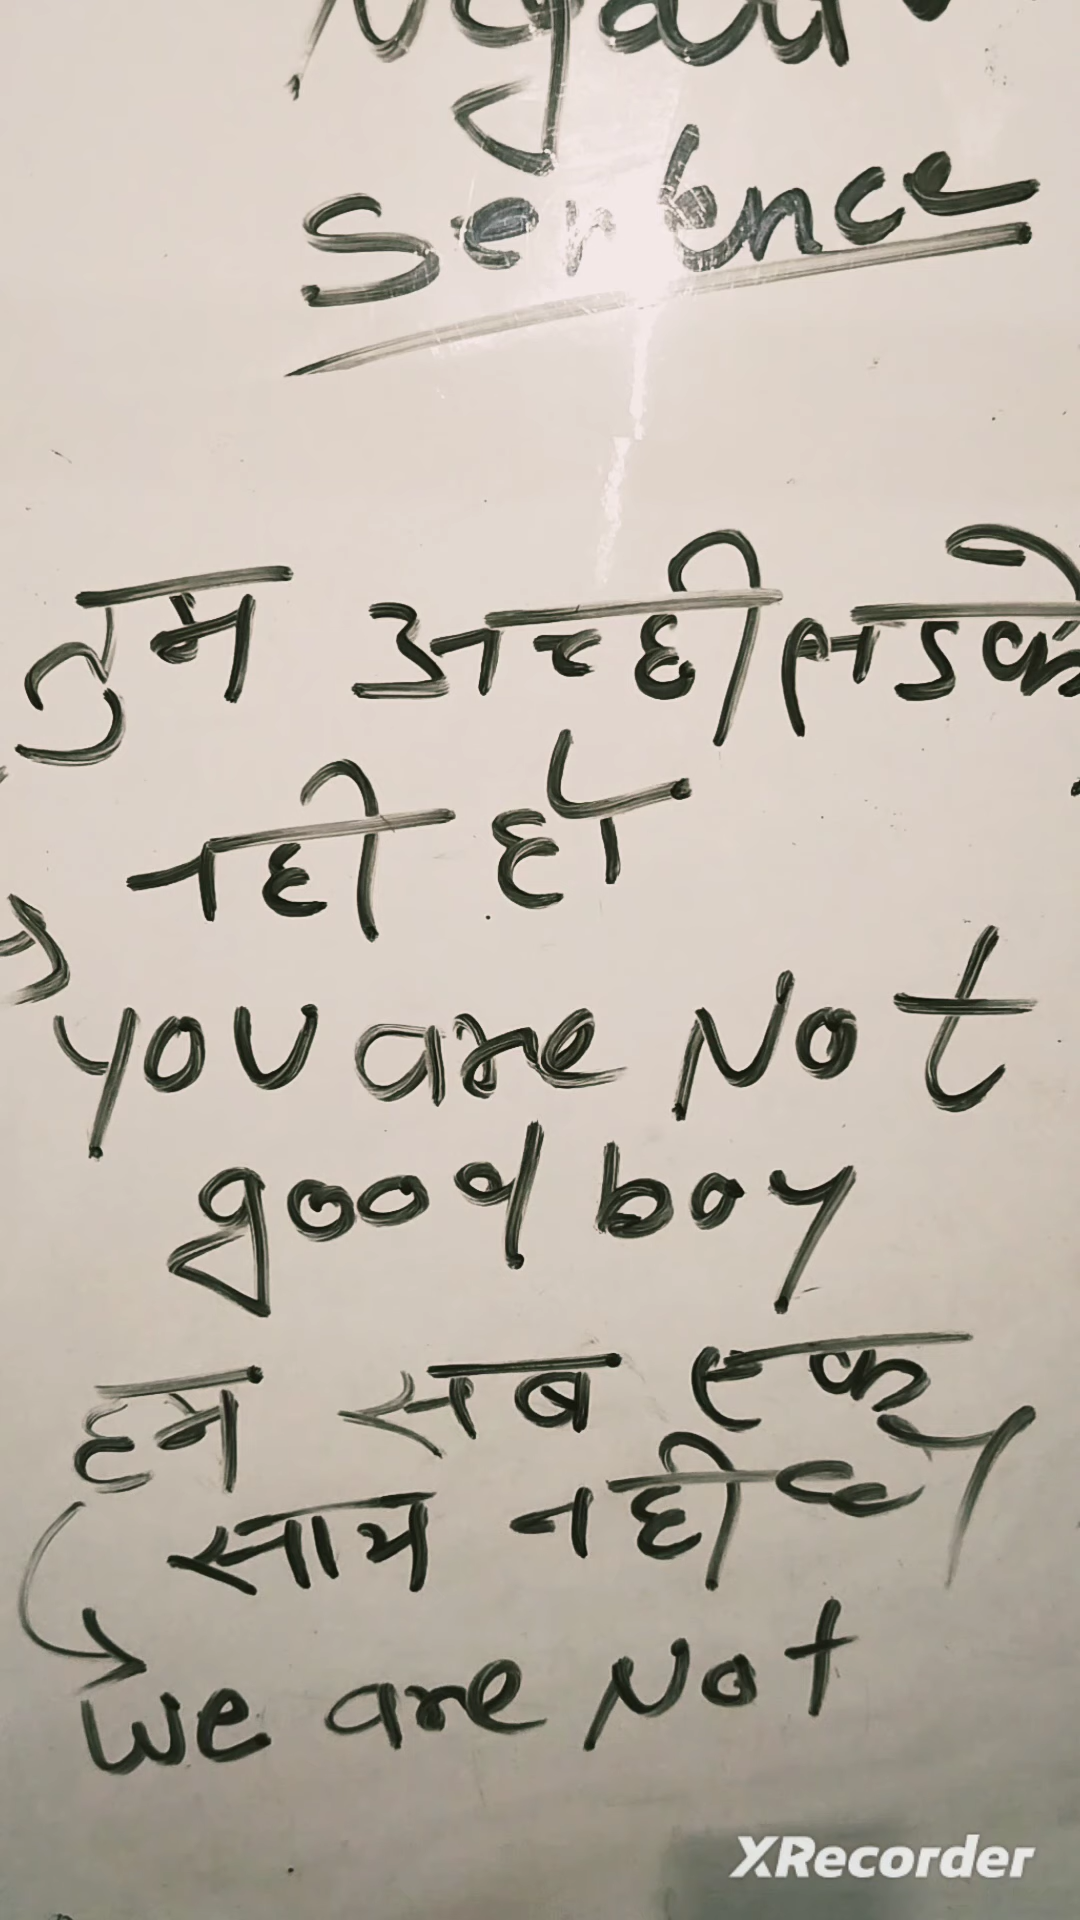 Sentence
तुम अच्छी लडके
नही हो
you are Not
good boy
हम सब एक
साथ नही
we are Not
XRecorder